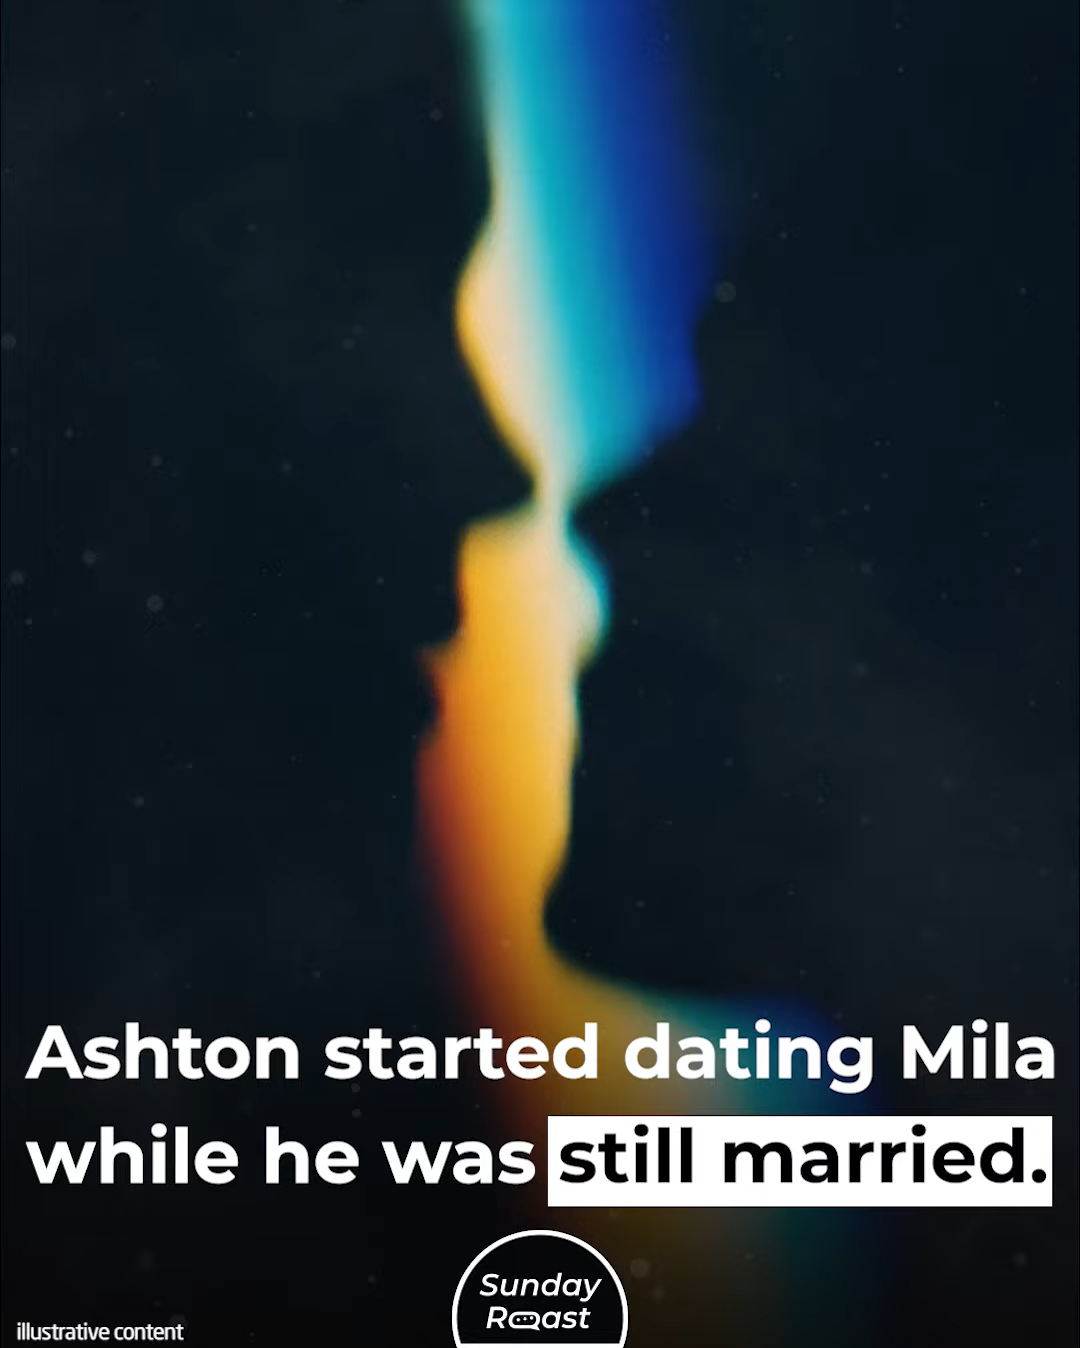 Ashton started dating Mila
while he was still married.
Sunday
Roast
illustrative content